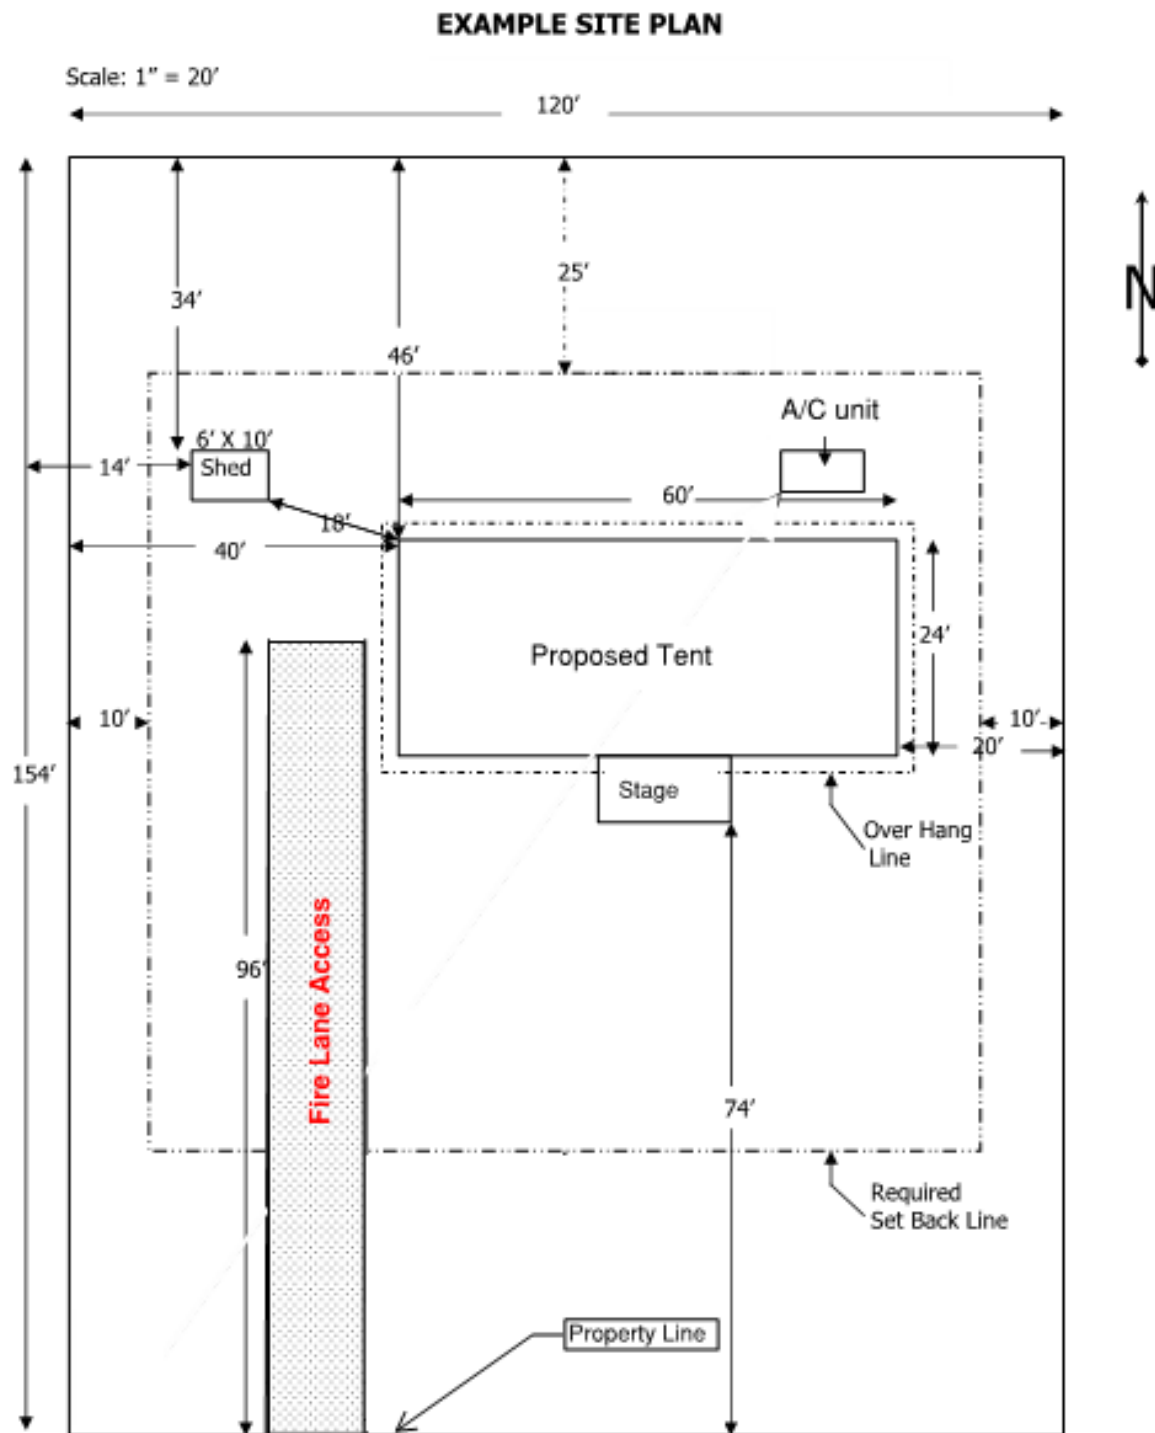 EXAMPLE SITE PLAN
Scale: 1” = 20’
120’
25’
34’
N
46’
A/C unit
6’ X 10’
Shed
14’
60’
18’
40’
24’
Proposed Tent
10’
10’
20’
154’
Stage
Over Hang
Line
Fire Lane Access
96’
74’
Required
Set Back Line
Property Line